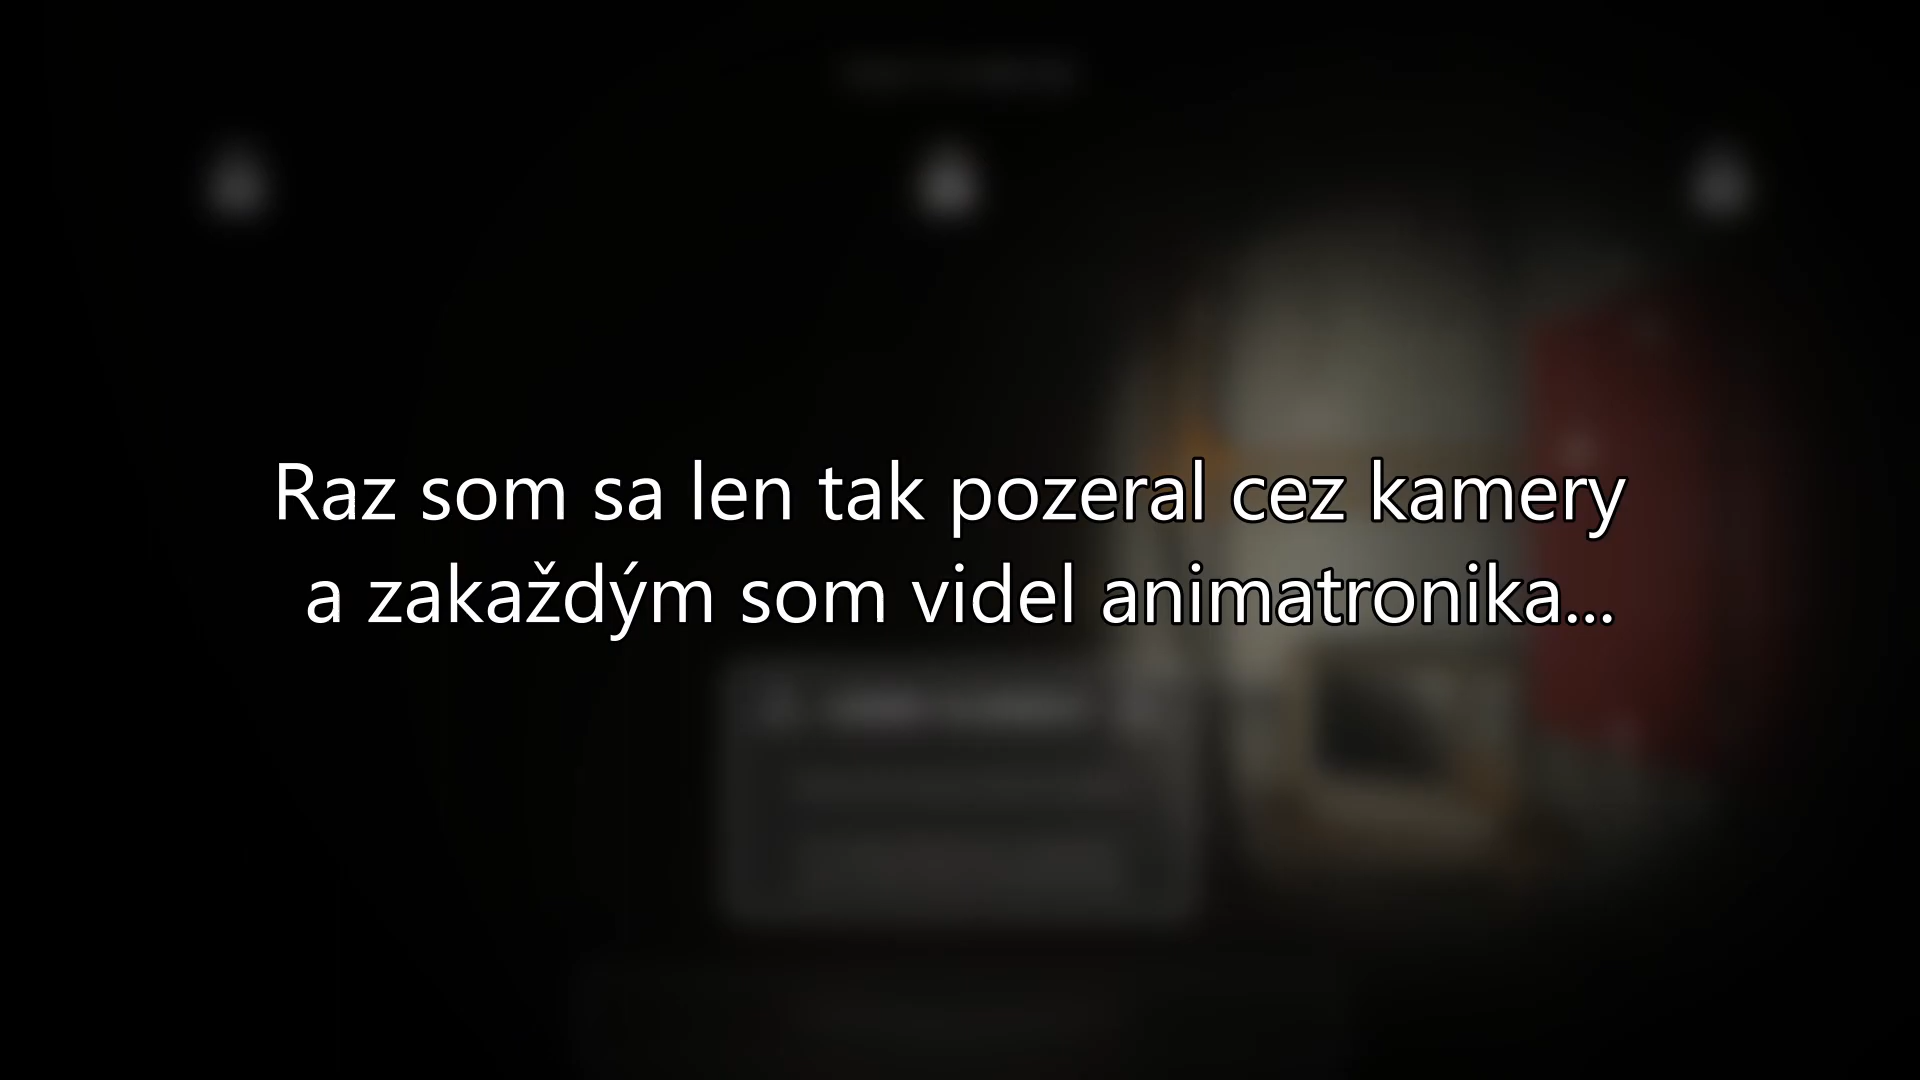 Raz som sa len tak pozeral cez kamery
a zakaždým som videl animatronika...